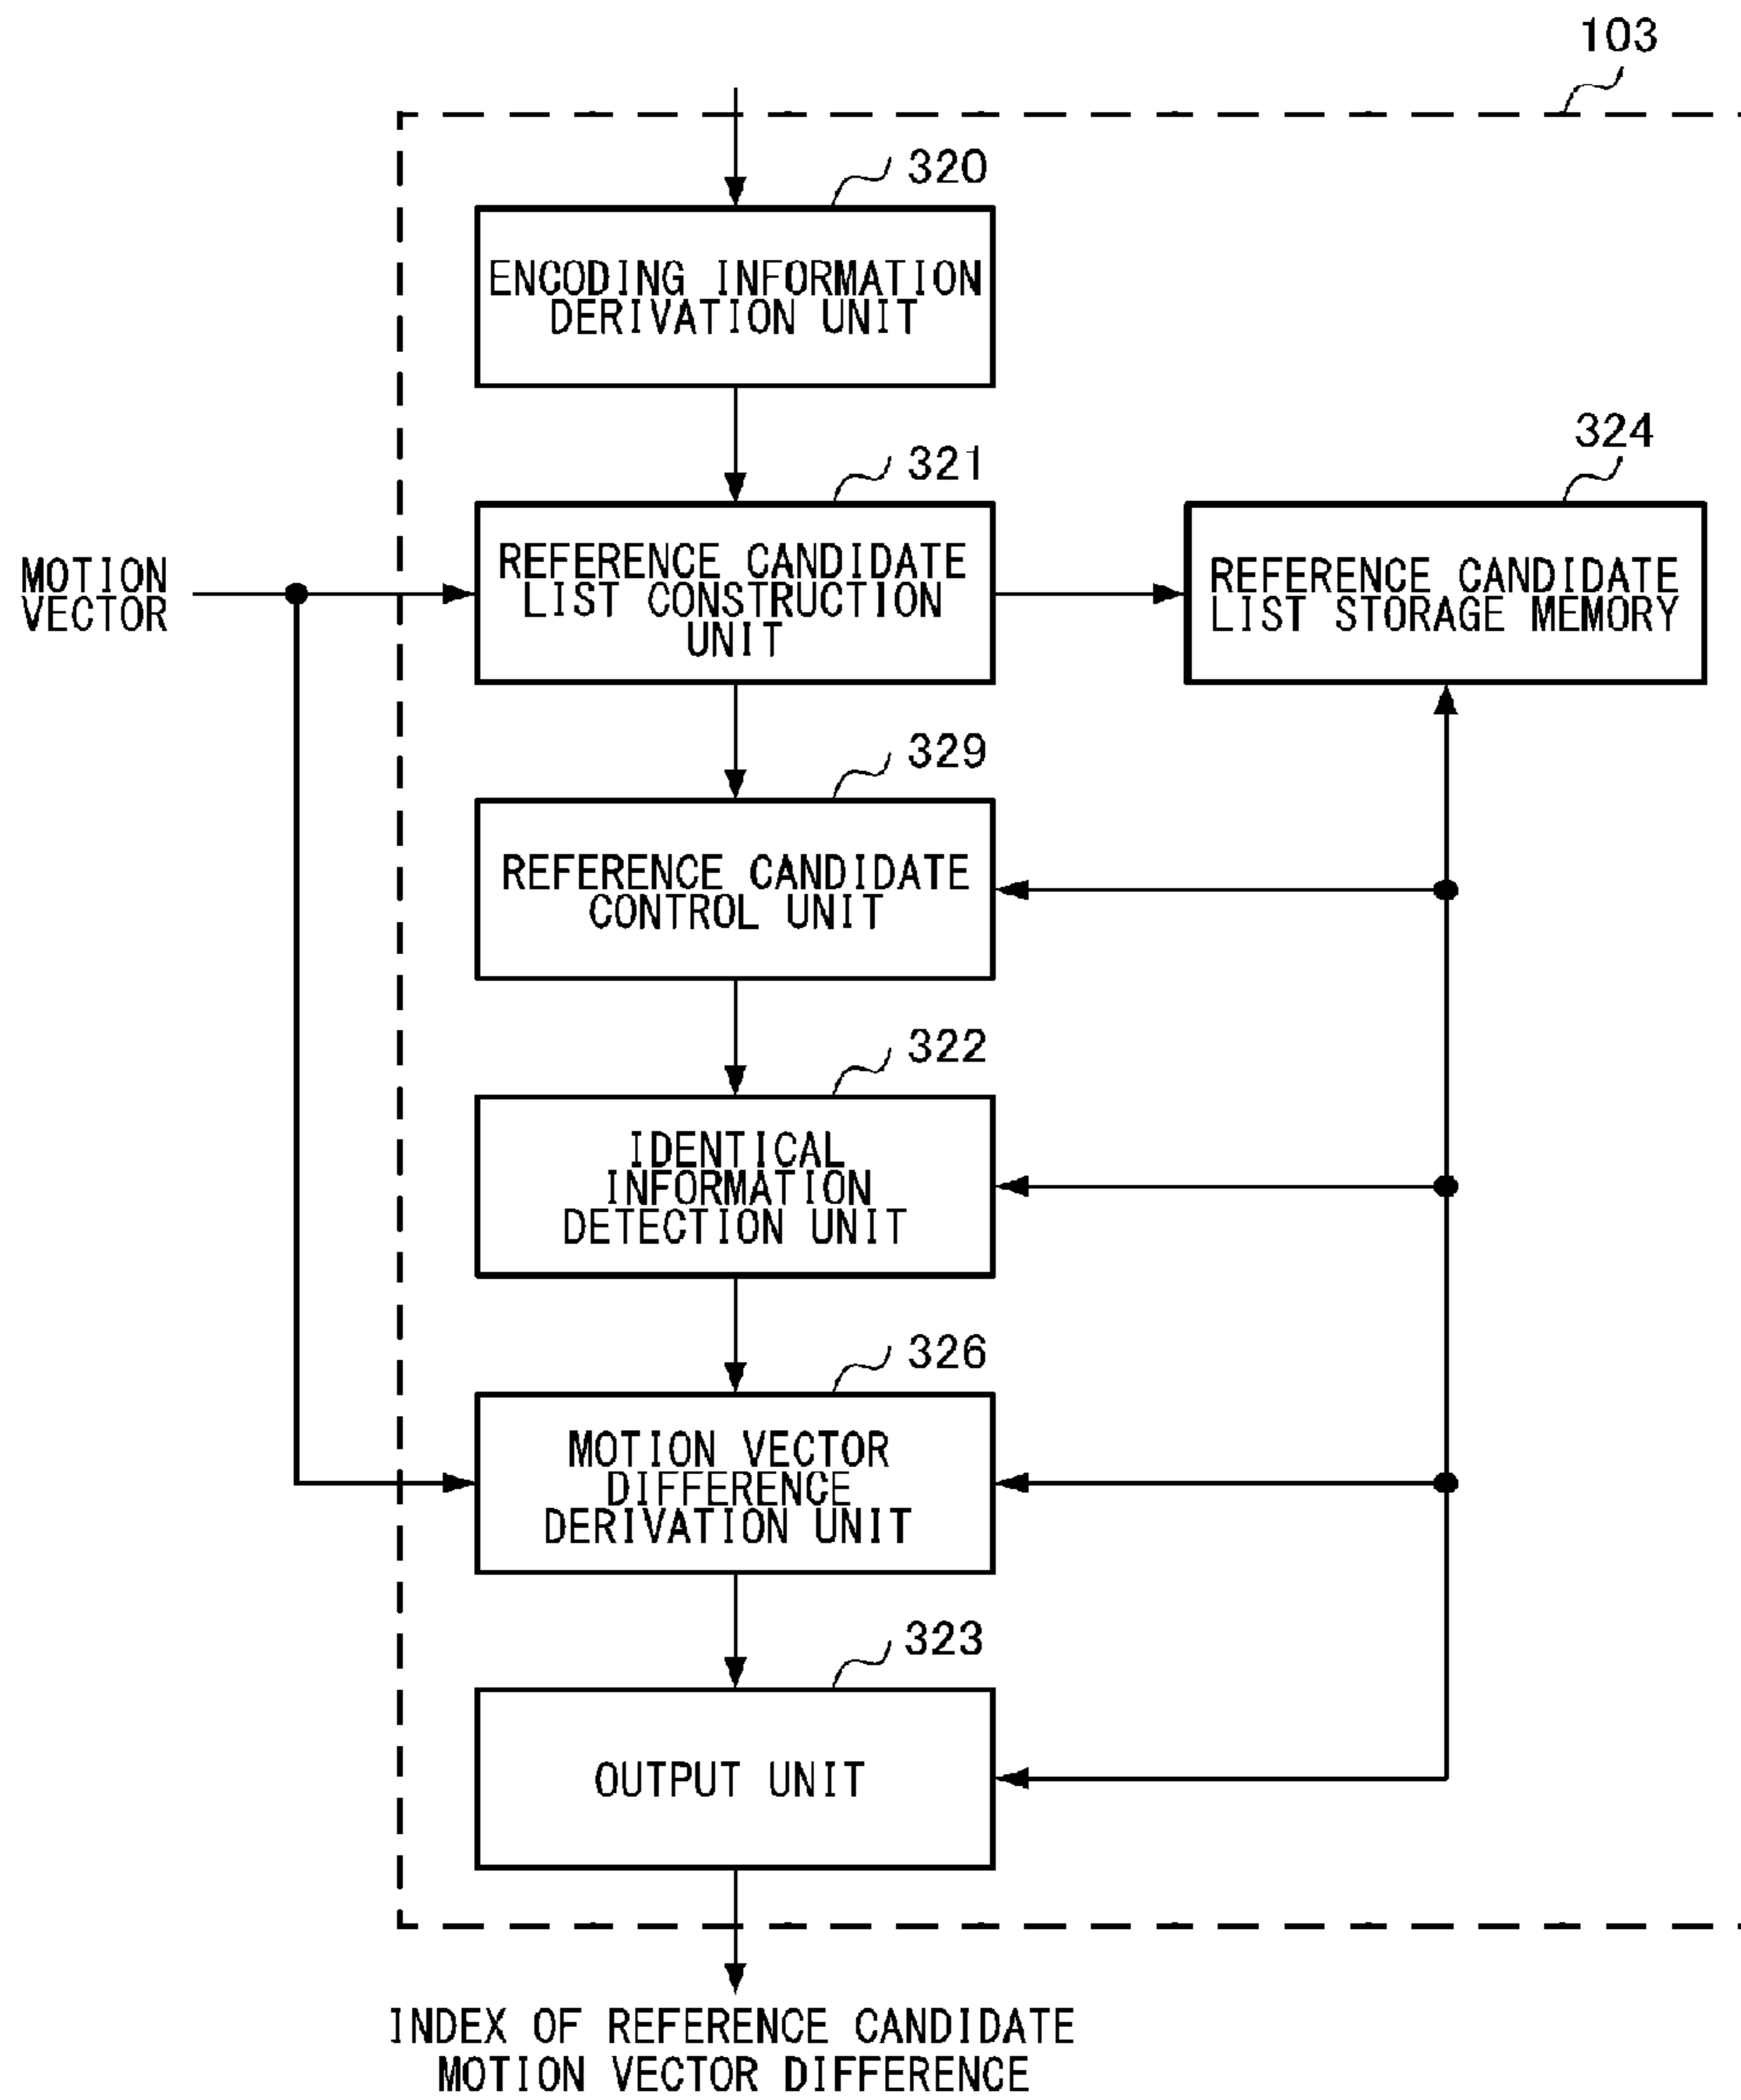 103
320
ENCODING INFORMATION
DERIVATION UNIT
321
324
MOTION
VECTOR
REFERENCE CANDIDATE
LIST CONSTRUCTION
UNIT
REFERENCE CANDIDATE
LIST STORAGE MEMORY
329
REFERENCE CANDIDATE
CONTROL UNIT
322
IDENTICAL
INFORMATION
DETECTION UNIT
326
MOTION VECTOR
DIFFERENCE
DERIVATION UNIT
323
OUTPUT UNIT
INDEX OF REFERENCE CANDIDATE
MOTION VECTOR DIFFERENCE